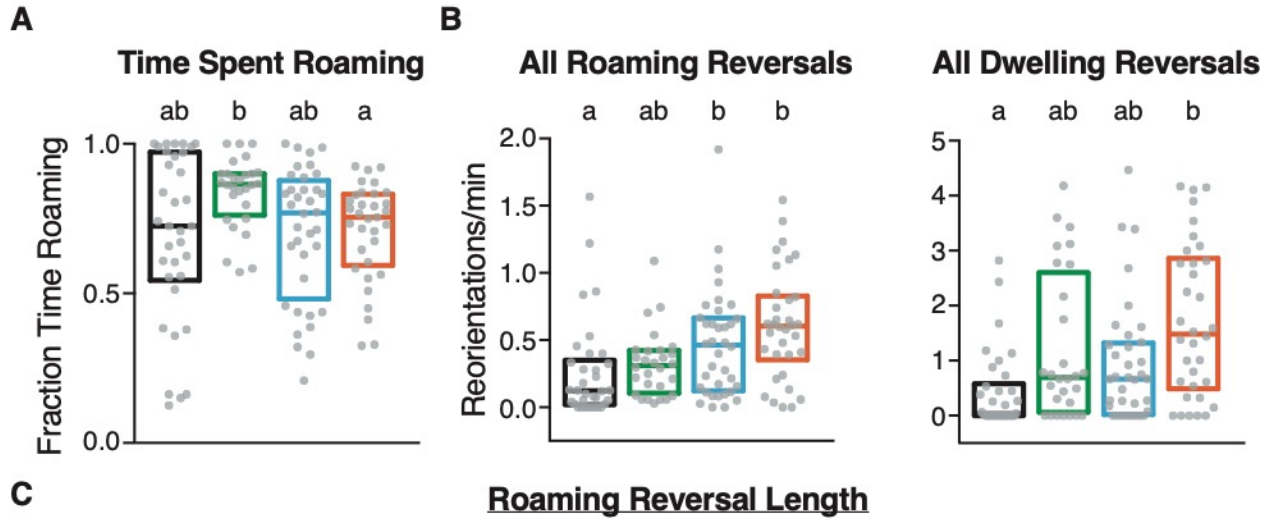 A
B
Time Spent Roaming
All Roaming Reversals
All Dwelling Reversals
ab b ab a
a ab b b
a ab ab b
Fraction Time Roaming
1.0
0.5
0.0
Reorientations/min
2.0
1.5
1.0
0.5
0.0
5
4
3
2
1
0
C
Roaming Reversal Length